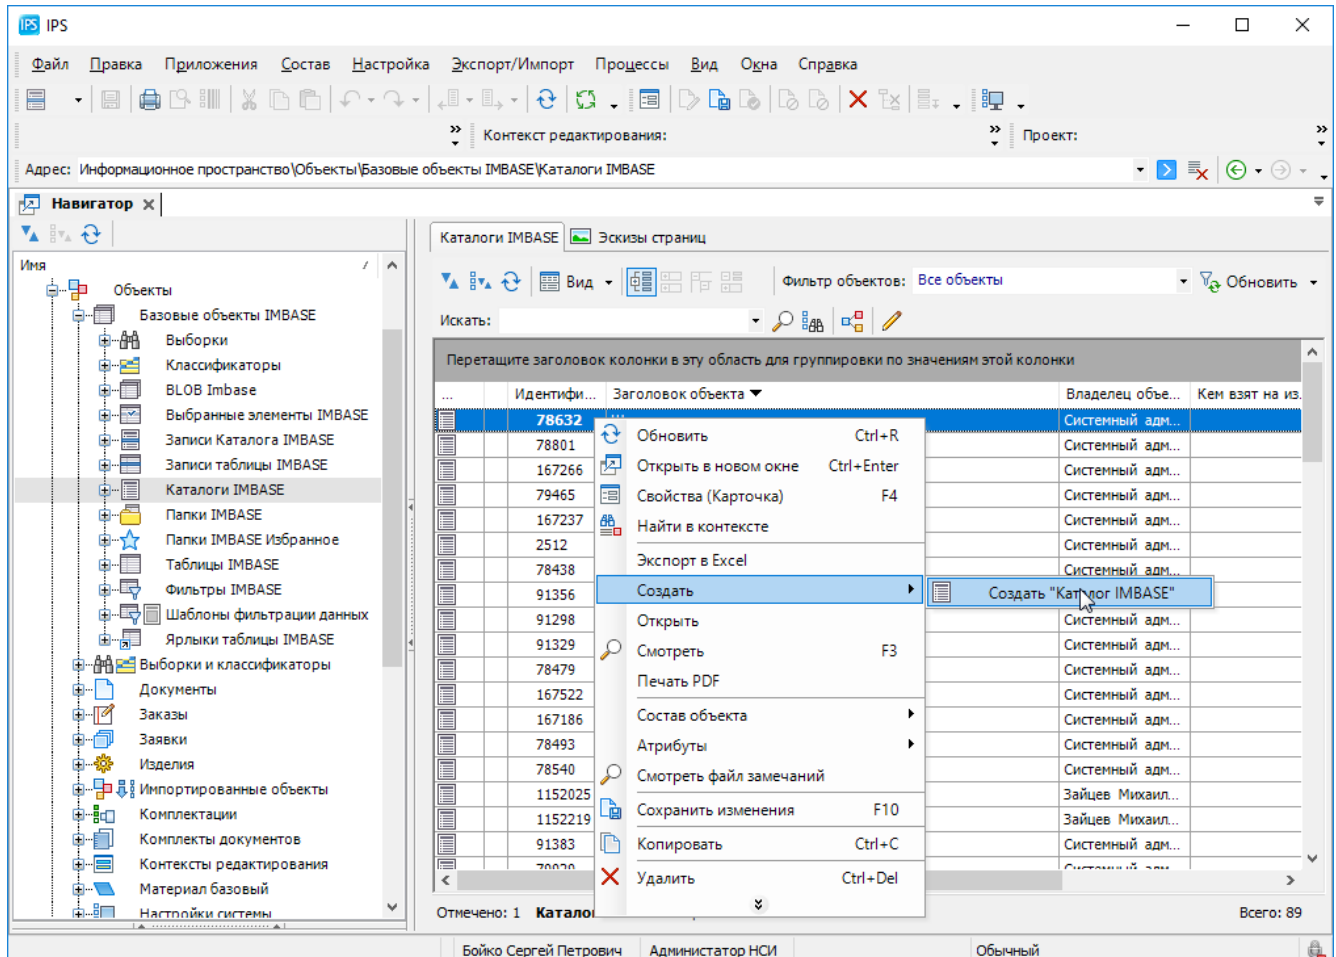 IPS
Файл Правка Приложения Состав Настройка Экспорт/Импорт Процессы Вид Окна Справка
Контекст редактирования: Проект:
Адрес: Информационное пространство\Объекты\Базовые объекты IMBASE\Каталоги IMBASE
Навигатор
Имя
Объекты
Базовые объекты IMBASE
Выборки
Классификаторы
BLOB Imbase
Выбранные элементы IMBASE
Записи Каталога IMBASE
Записи таблицы IMBASE
Каталоги IMBASE
Папки IMBASE
Папки IMBASE Избранное
Таблицы IMBASE
Фильтры IMBASE
Шаблоны фильтрации данных
Ярлыки таблицы IMBASE
Выборки и классификаторы
Документы
Заказы
Заявки
Изделия
Импортированные объекты
Комплектации
Комплекты документов
Контексты редактирования
Материал базовый
Настройки системы
Каталоги IMBASE Эскизы страниц
Вид Фильтр объектов: Все объекты Обновить
Искать:
Перетащите заголовок колонки в эту область для группировки по значениям этой колонки
... Идентифи... Заголовок объекта Владелец объе... Кем взят на из.
78632 Системный адм...
78801 Системный адм...
167266 Системный адм...
79465 Системный адм...
167237 Системный адм...
2512 Системный адм...
78438 Системный адм...
91356
91298 Системный адм...
91329 Системный адм...
78479 Системный адм...
167522 Системный адм...
167186 Системный адм...
78493 Системный адм...
78540 Системный адм...
1152025 Зайцев Михаил...
1152219 Зайцев Михаил...
91383 Системный адм...
Системный адм...
Обновить Ctrl+R
Открыть в новом окне Ctrl+Enter
Свойства (Карточка) F4
Найти в контексте
Экспорт в Excel
Создать
Открыть
Смотреть F3
Печать PDF
Состав объекта
Атрибуты
Смотреть файл замечаний
Сохранить изменения F10
Копировать Ctrl+C
Удалить Ctrl+Del
Создать "Каталог IMBASE"
Отмечено: 1 Катало Всего: 89
Бойко Сергей Петрович Администатор НСИ Обычный